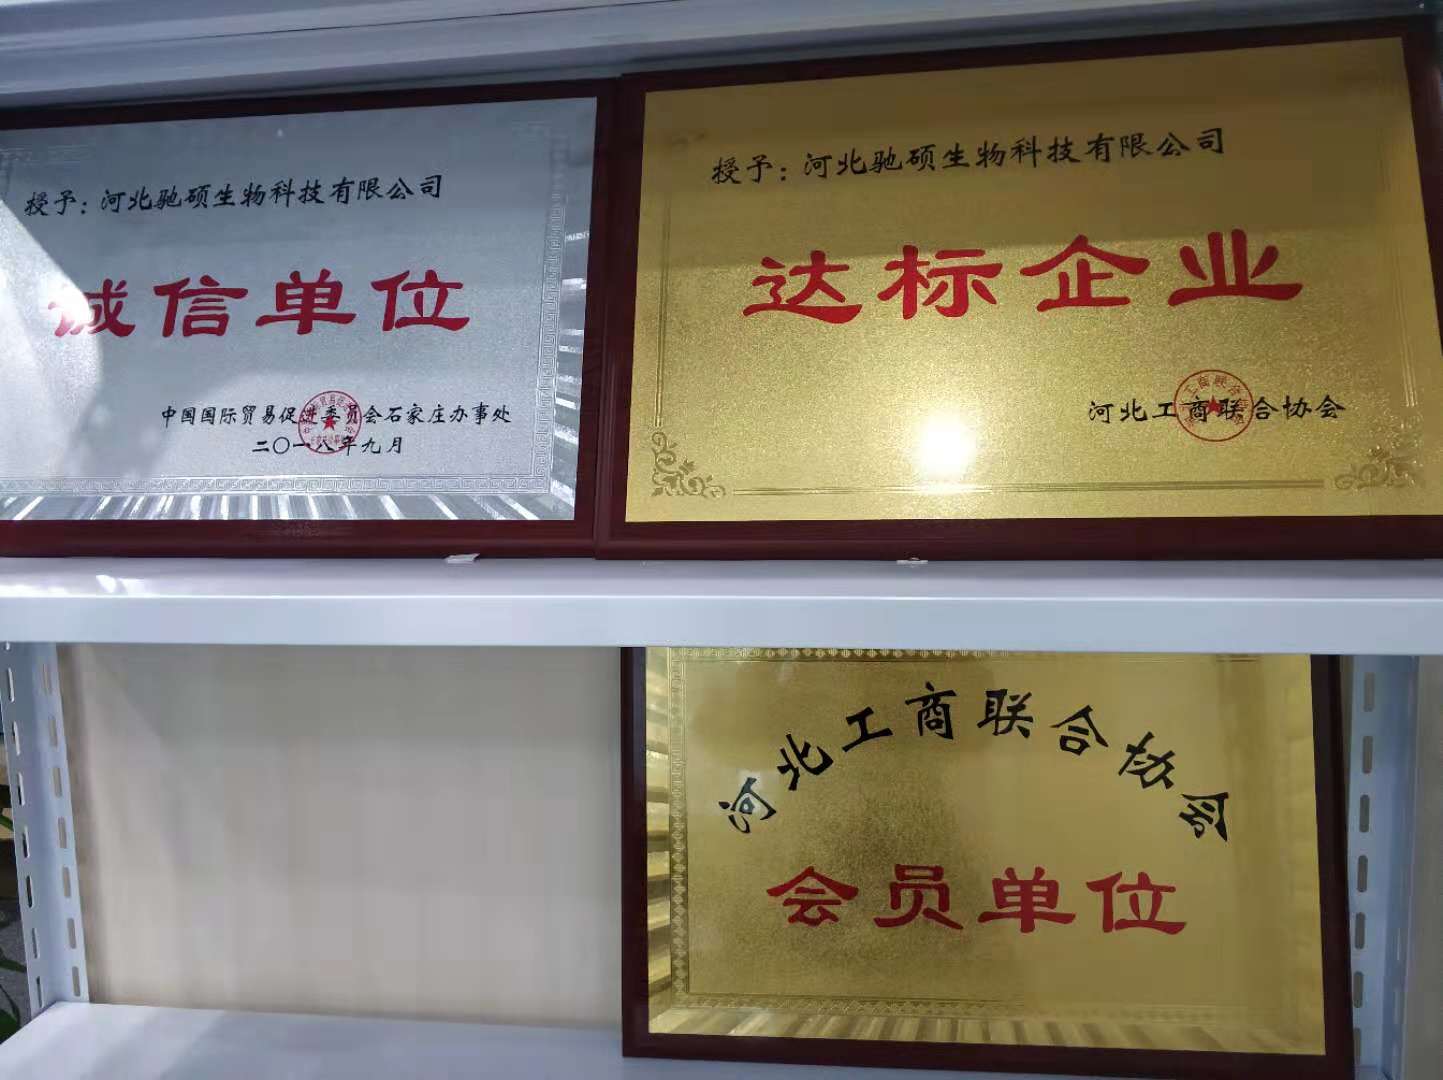 授予:河北驰硕生物科技有限公司
诚信单位
中国国际贸易促进委员会石家庄办事处
二〇一八年九月
授予:河北驰硕生物科技有限公司
达标企业
河北工商联合协会
河北工商联合协会
会员单位